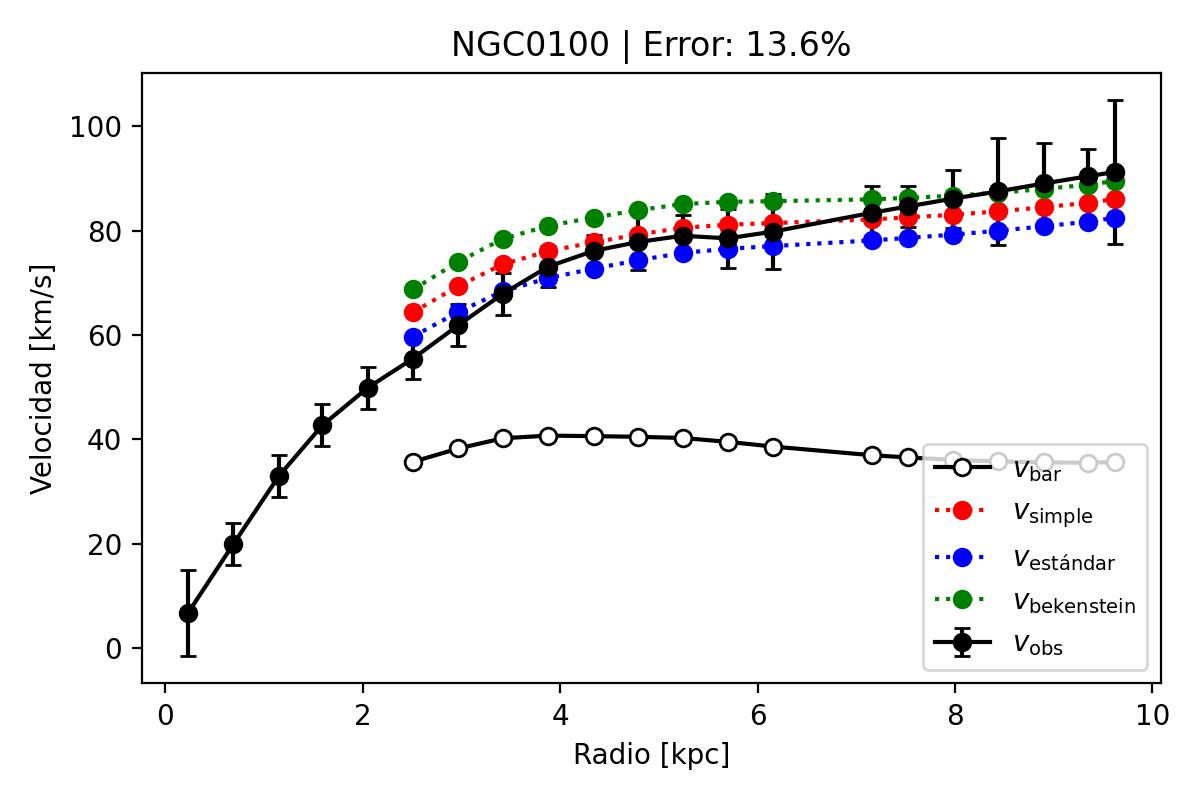 NGC0100 | Error: 13.6%
Velocidad [km/s]
100
80
60
40
20
0
v_bar
v_simple
v_estándar
v_bekenstein
v_obs
0 2 4 6 8 10
Radio [kpc]